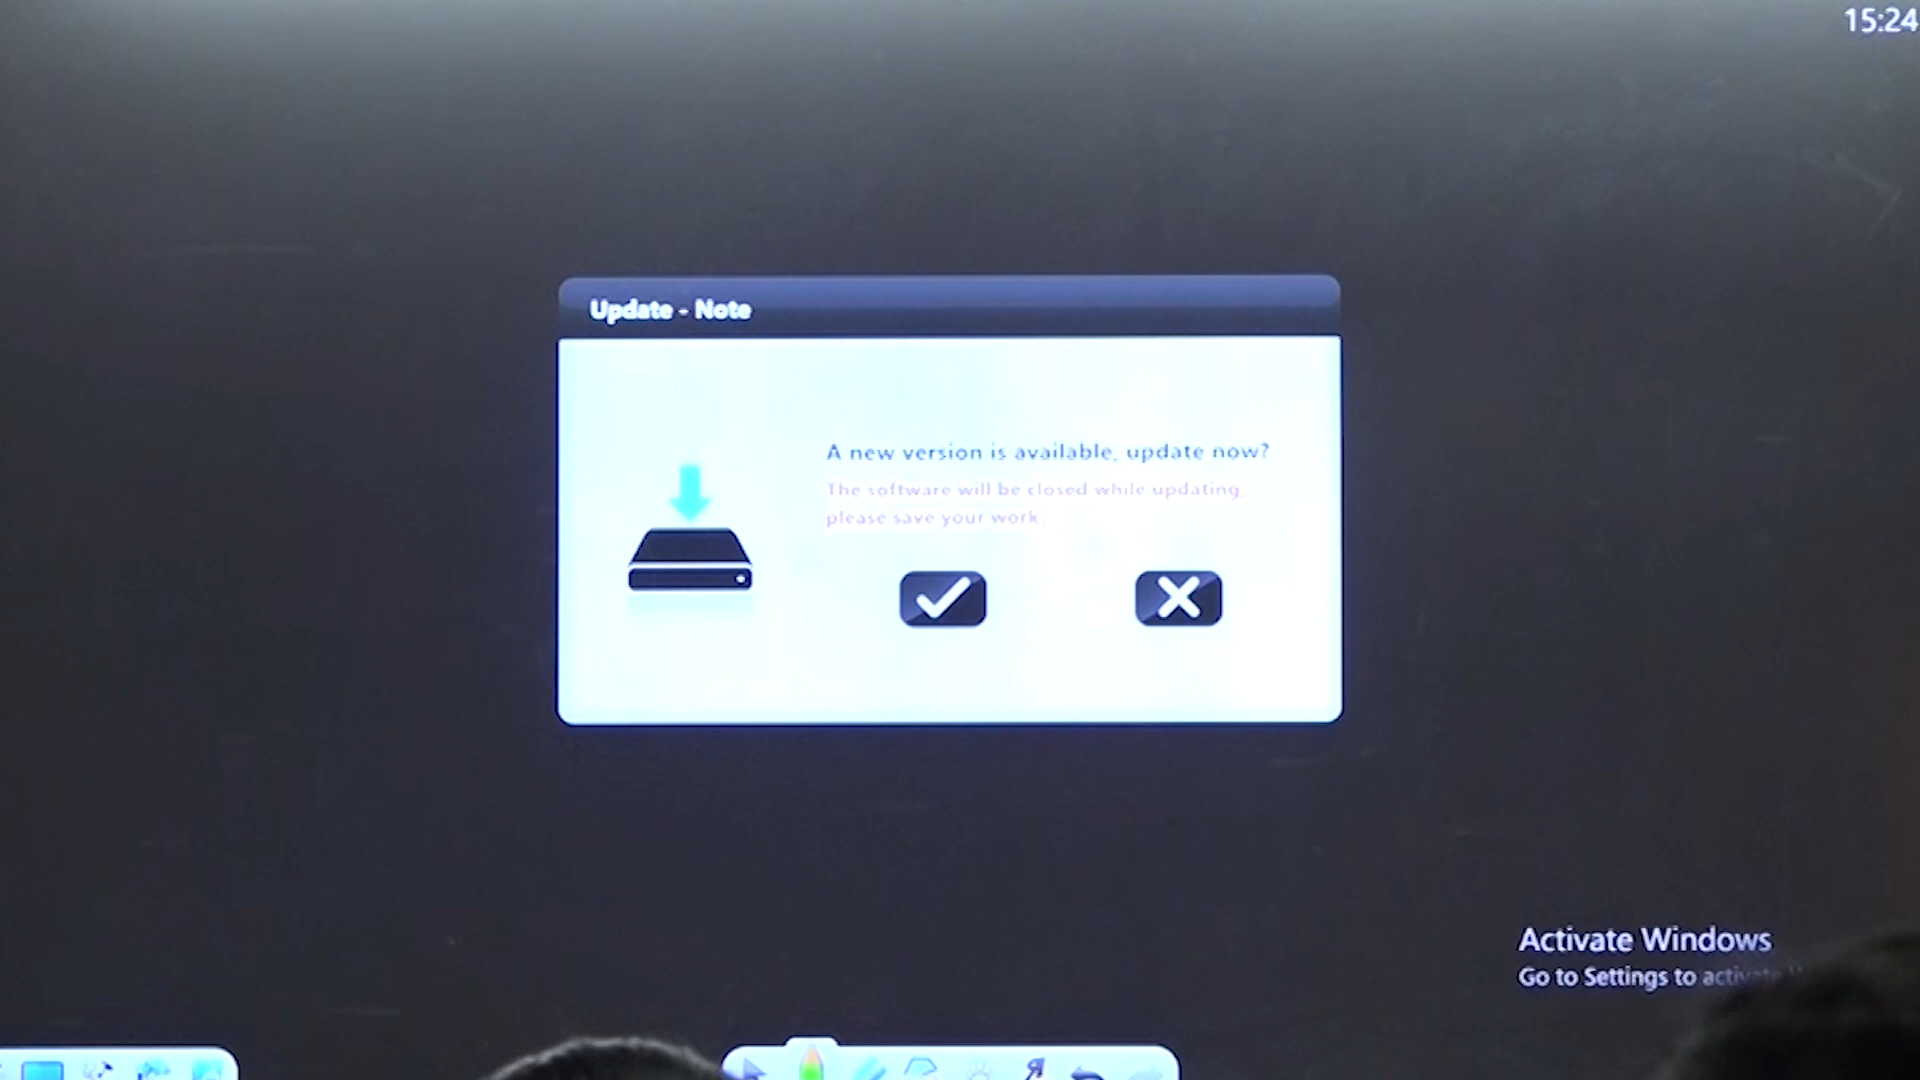 15:24
Update - Note
A new version is available, update now?
The software will be closed while updating,
please save your work.
Activate Windows
Go to Settings to activate